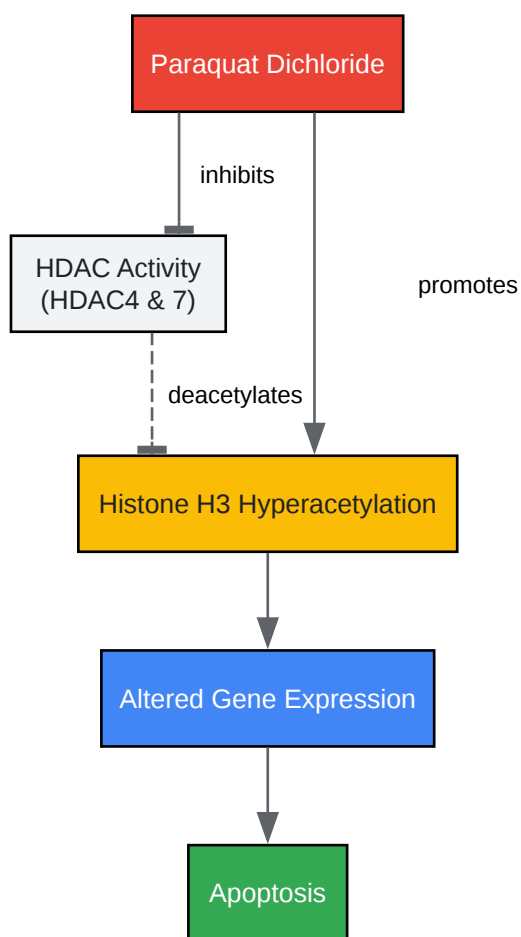 Paraquat Dichloride
inhibits
HDAC Activity
(HDAC4 & 7)
promotes
deacetylates
Histone H3 Hyperacetylation
Altered Gene Expression
Apoptosis